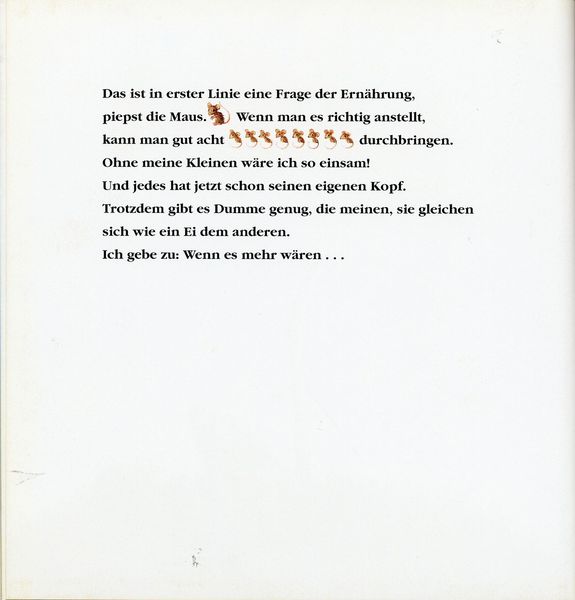 Das ist in erster Linie eine Frage der Ernährung,
piepst die Maus. Wenn man es richtig anstellt,
kann man gut acht durchbringen.
Ohne meine Kleinen wäre ich so einsam!
Und jedes hat jetzt schon seinen eigenen Kopf.
Trotzdem gibt es Dumme genug, die meinen, sie gleichen
sich wie ein Ei dem anderen.
Ich gebe zu: Wenn es mehr wären . . .